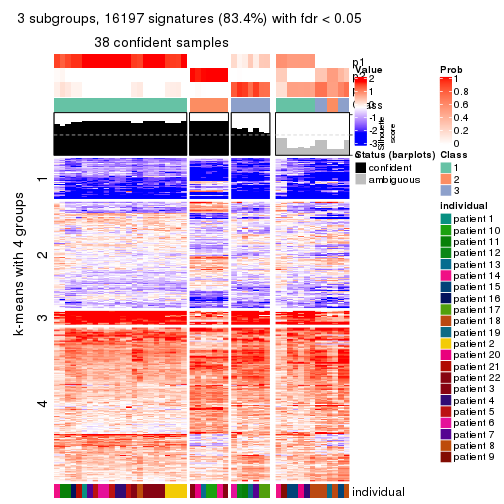 3 subgroups, 16197 signatures (83.4%) with fdr < 0.05
38 confident samples
p1
Value
2
1
0
-1
-2
-3
Silhouette
score
Status (barplots)
confident
ambiguous
Prob
1
0.8
0.6
0.4
0.2
0
Class
1
2
3
individual
patient 1
patient 10
patient 11
patient 12
patient 13
patient 14
patient 15
patient 16
patient 17
patient 18
patient 19
patient 2
patient 20
patient 21
patient 22
patient 3
patient 4
patient 5
patient 6
patient 7
patient 8
patient 9
k-means with 4 groups
1
2
3
4
individual